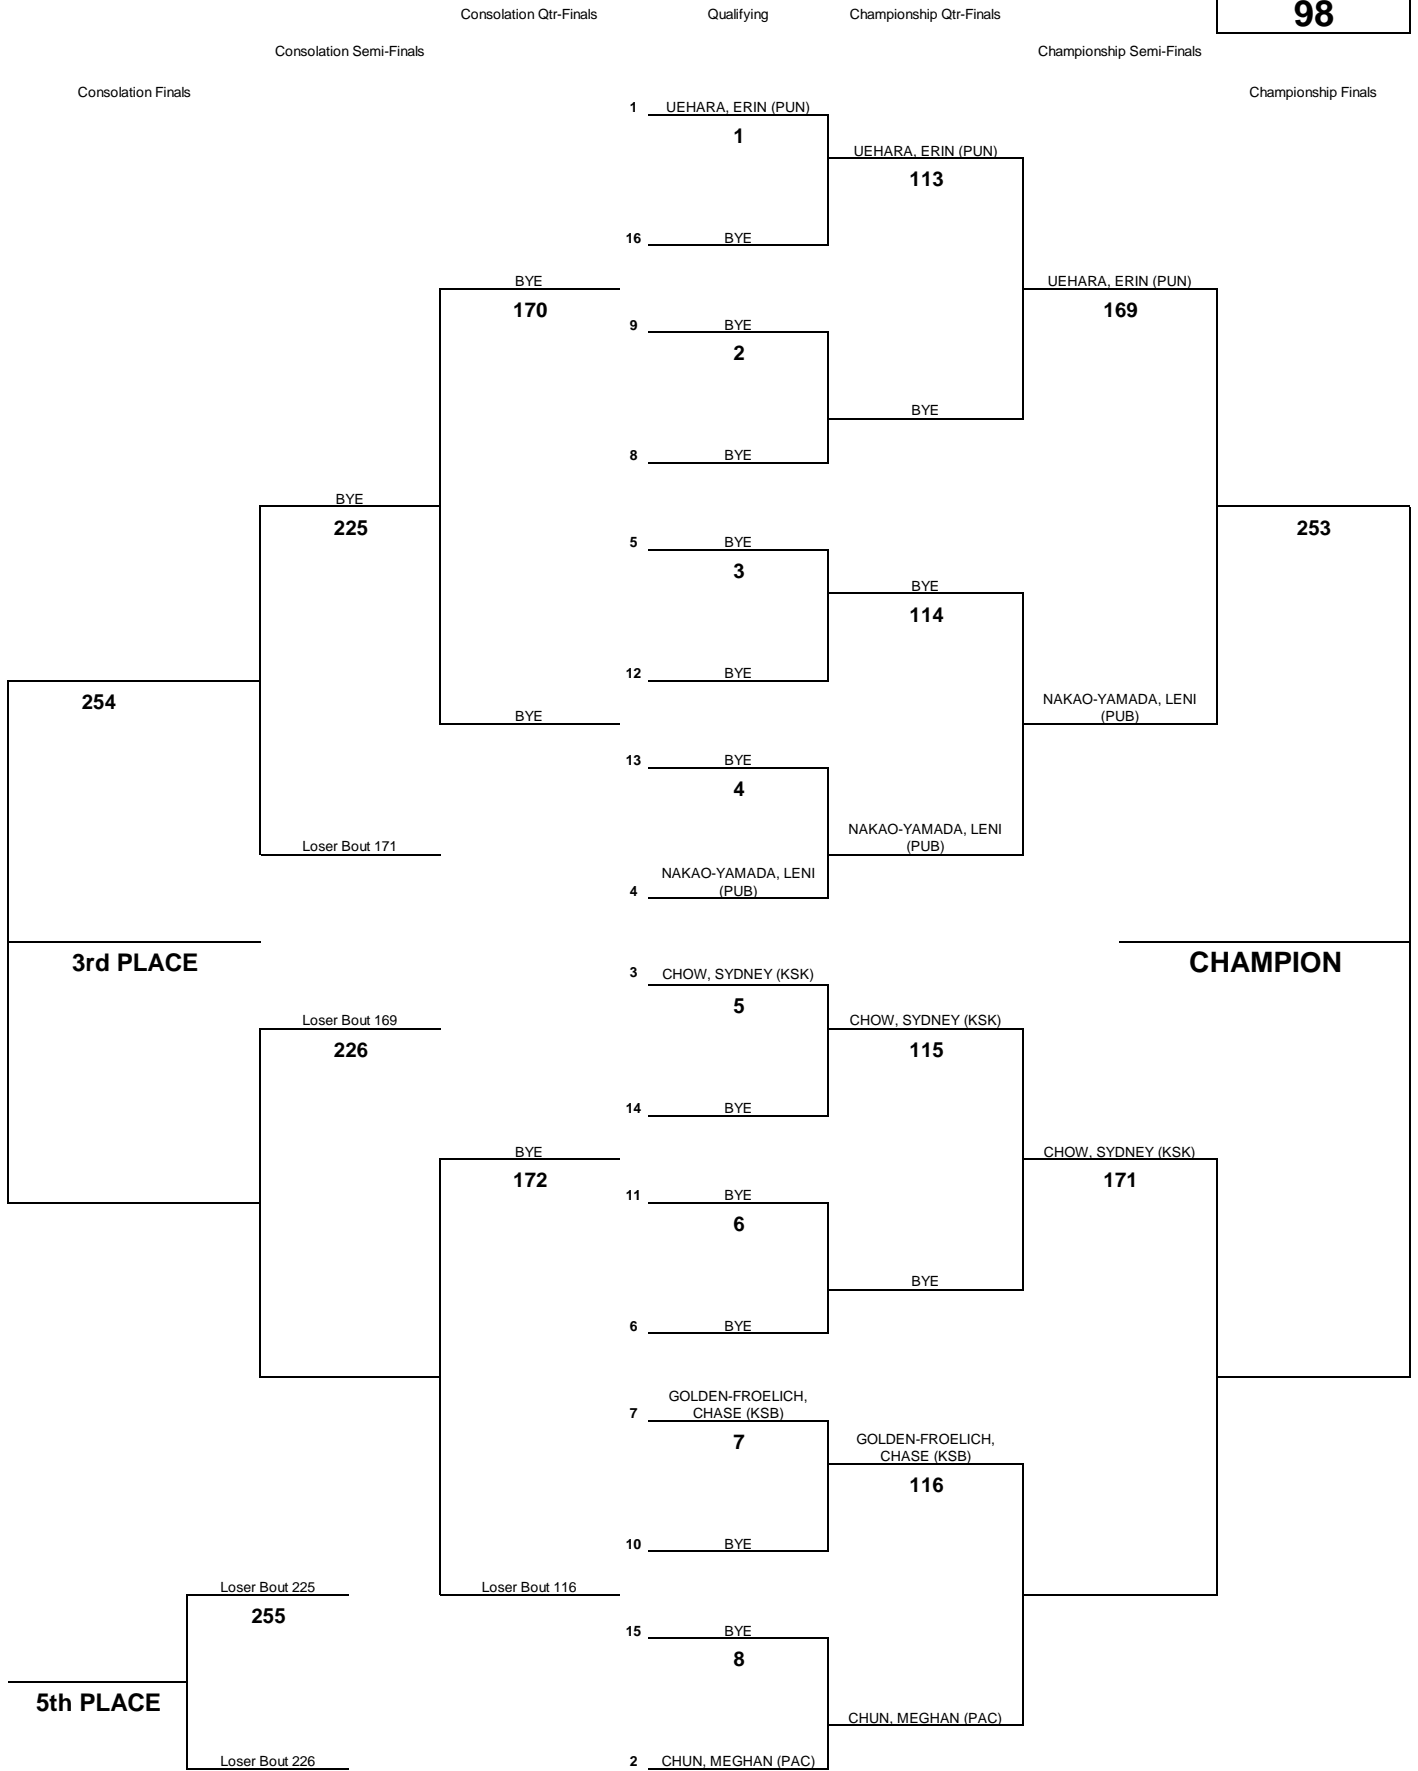 Consolation Qtr-Finals Qualifying Championship Qtr-Finals 98
Consolation Semi-Finals Championship Semi-Finals
Consolation Finals Championship Finals
1 UEHARA, ERIN (PUN)
1
UEHARA, ERIN (PUN)
113
16 BYE
BYE UEHARA, ERIN (PUN)
170 169
9 BYE
2
BYE
8 BYE
BYE
225 253
5 BYE
3
BYE
114
12 BYE
254
NAKAO-YAMADA, LENI
(PUB)
BYE
13 BYE
4
NAKAO-YAMADA, LENI
(PUB)
Loser Bout 171
NAKAO-YAMADA, LENI
4 (PUB)
3rd PLACE CHAMPION
3 CHOW, SYDNEY (KSK)
5
Loser Bout 169 CHOW, SYDNEY (KSK)
226 115
14 BYE
BYE CHOW, SYDNEY (KSK)
172 171
11 BYE
6
BYE
6 BYE
GOLDEN-FROELICH,
7 CHASE (KSB)
7
GOLDEN-FROELICH,
CHASE (KSB)
116
10 BYE
Loser Bout 225 Loser Bout 116
255
15 BYE
8
5th PLACE
CHUN, MEGHAN (PAC)
Loser Bout 226 2 CHUN, MEGHAN (PAC)